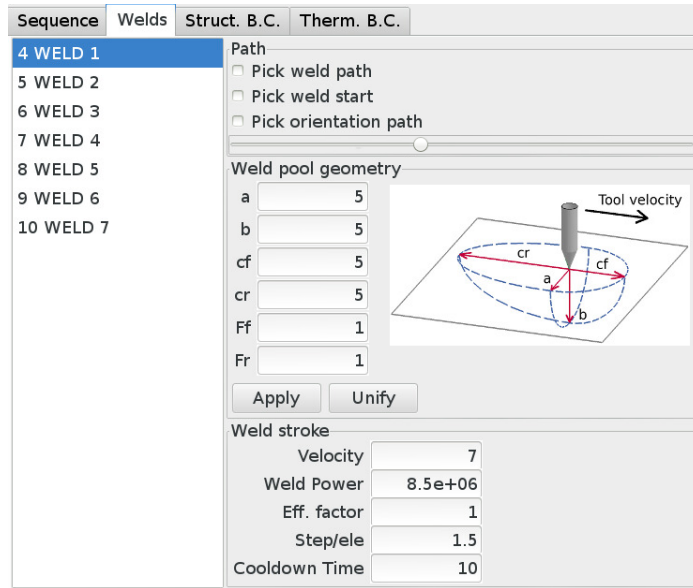 Sequence Welds Struct. B.C. Therm. B.C.
4 WELD 1
5 WELD 2
6 WELD 3
7 WELD 4
8 WELD 5
9 WELD 6
10 WELD 7
Path
Pick weld path
Pick weld start
Pick orientation path
Weld pool geometry
a 5
b 5
cf 5
cr 5
Ff 1
Fr 1
Tool velocity
cr
cf
a
b
Apply Unify
Weld stroke
Velocity 7
Weld Power 8.5e+06
Eff. factor 1
Step/ele 1.5
Cooldown Time 10